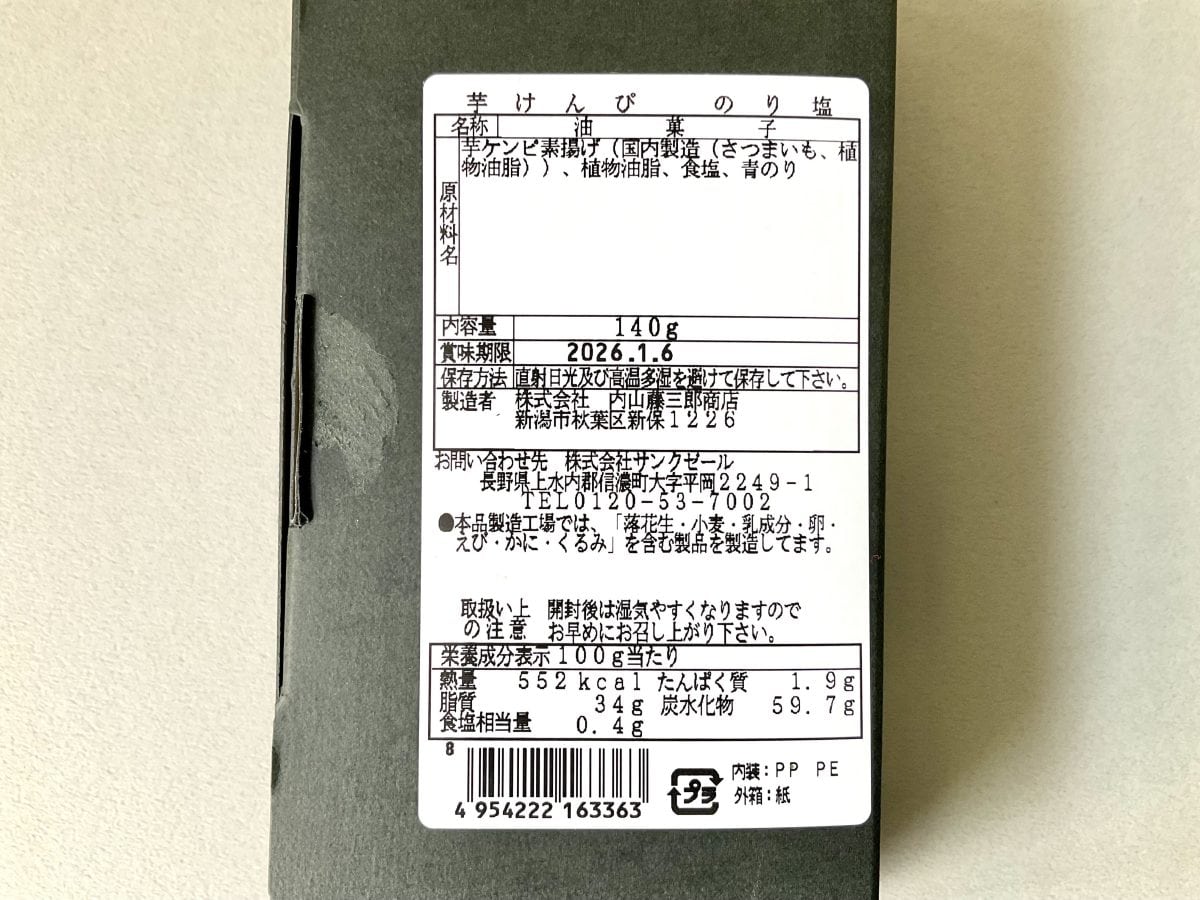 芋けんぴ のり塩
名称 油菓子
原材料名 芋ケンピ素揚げ（国内製造（さつまいも、植
物油脂））、植物油脂、食塩、青のり
内容量 140g
賞味期限 2026.1.6
保存方法 直射日光及び高温多湿を避けて保存して下さい。
製造者 株式会社 内山藤三郎商店
新潟市秋葉区新保1226
お問い合わせ先 株式会社サンクゼール
長野県上水内郡信濃町大字平岡2249-1
TEL0120-53-7002
●本品製造工場では、「落花生・小麦・乳成分・卵・
えび・かに・くるみ」を含む製品を製造してます。
取扱い上 開封後は湿気やすくなりますので
の注意 お早めにお召し上がり下さい。
栄養成分表示100g当たり
熱量 552kcal たんぱく質 1.9g
脂質 34g 炭水化物 59.7g
食塩相当量 0.4g
8
4 954222 163363
プラ
内装：PP PE
外箱：紙